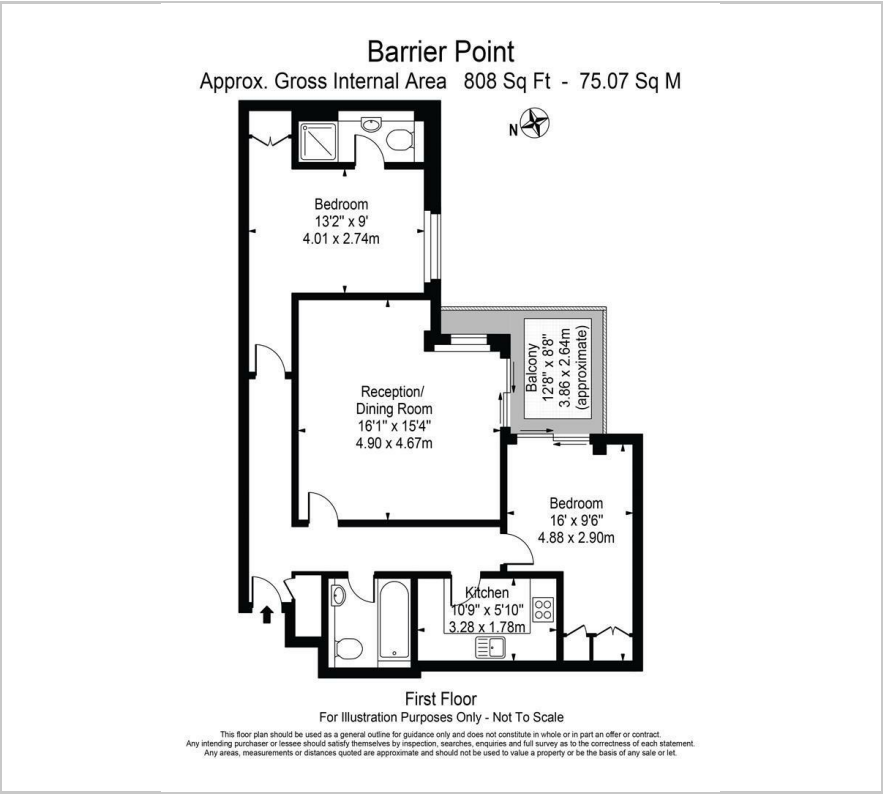 Barrier Point
Approx. Gross Internal Area 808 Sq Ft - 75.07 Sq M
N
Bedroom
13'2" x 9'
4.01 x 2.74m
Balcony
12'8" x 8'8"
3.86 x 2.64m
(approximate)
Reception/
Dining Room
16'1" x 15'4"
4.90 x 4.67m
Bedroom
16' x 9'6"
4.88 x 2.90m
Kitchen
10'9" x 5'10"
3.28 x 1.78m
First Floor
For Illustration Purposes Only - Not To Scale
This floor plan should be used as a general outline for guidance only and does not constitute in whole or in part an offer or contract.
Any intending purchaser or lessee should satisfy themselves by inspection, searches, enquiries and full survey as to the correctness of each statement.
Any areas, measurements or distances quoted are approximate and should not be used to value a property or be the basis of any sale or let.